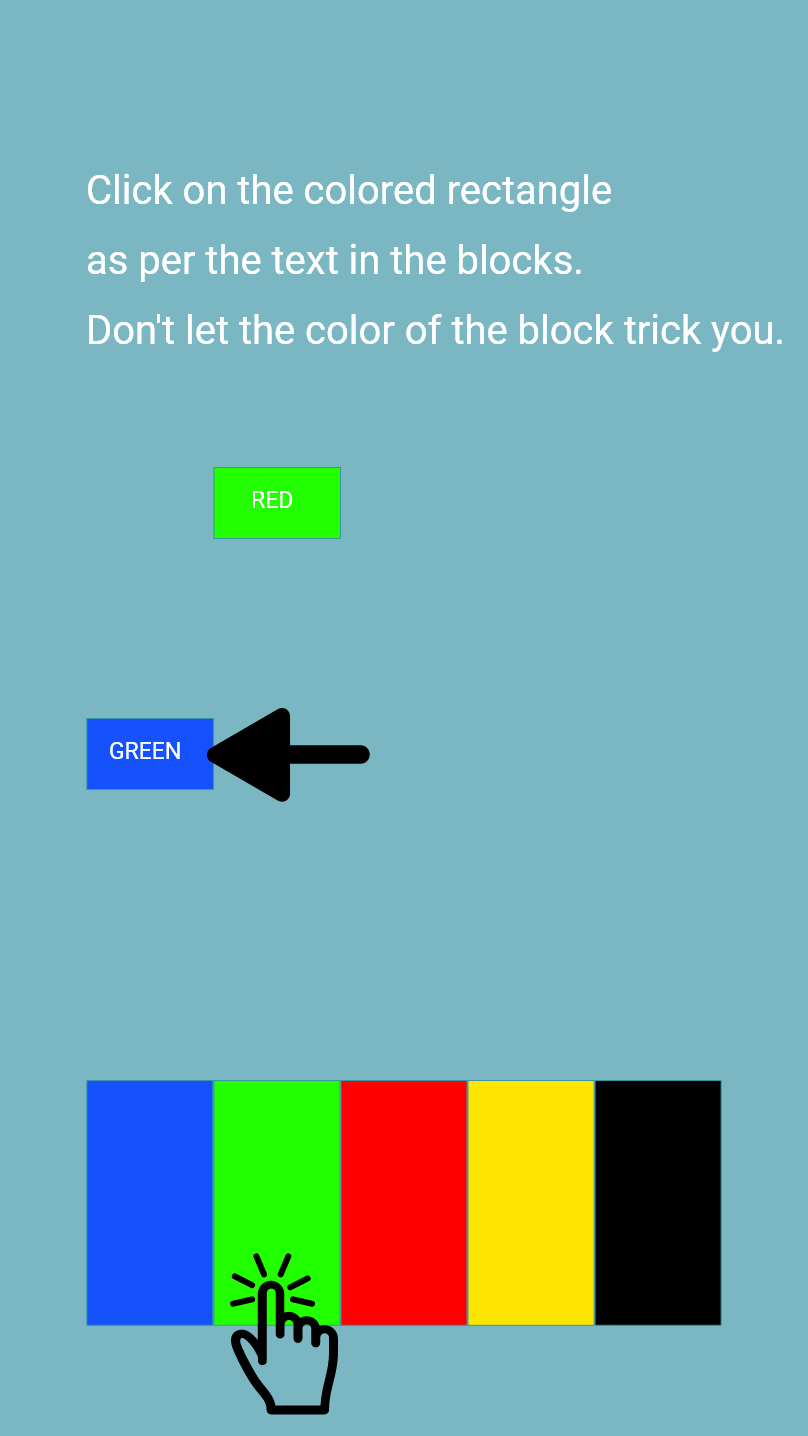 Click on the colored rectangle
as per the text in the blocks.
Don't let the color of the block trick you.
RED
GREEN